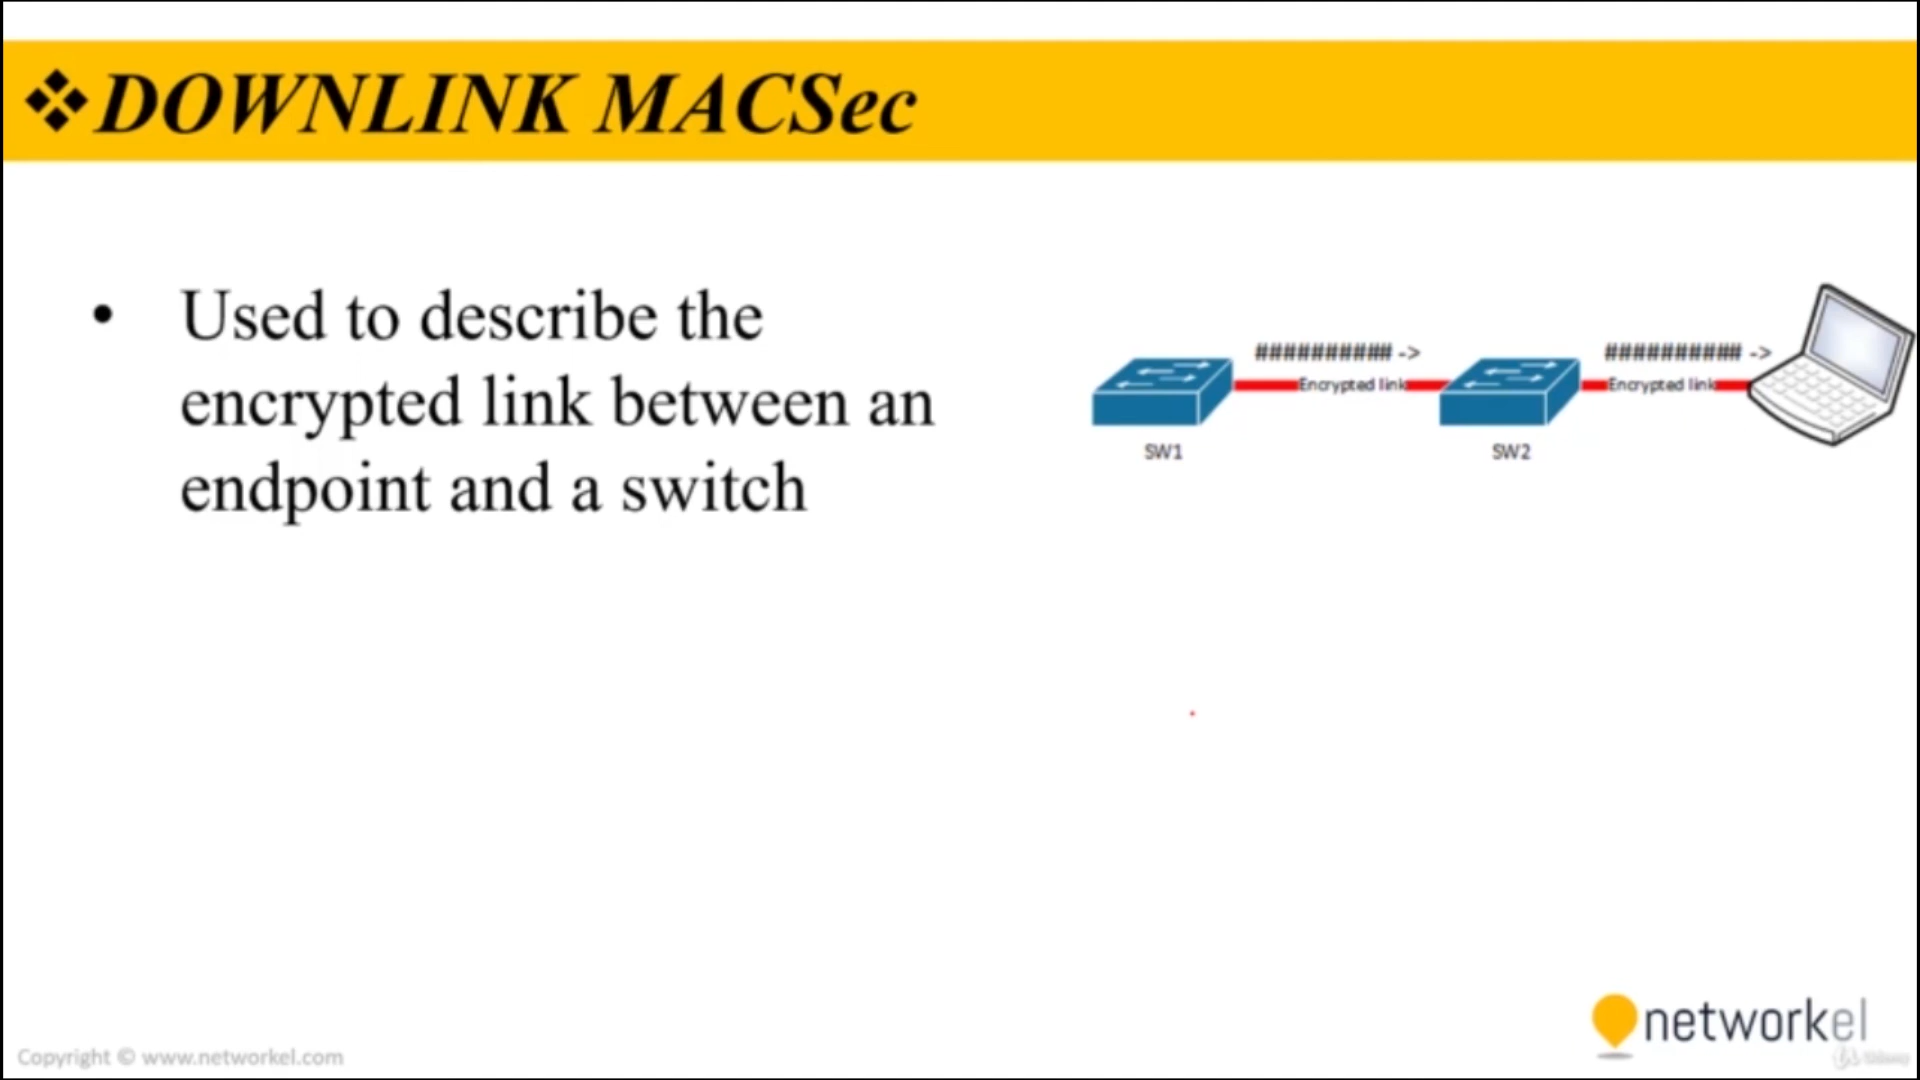 ❖DOWNLINK MACSec
• Used to describe the
encrypted link between an
endpoint and a switch
########## -> ########## ->
Encrypted link Encrypted link
SW1 SW2
networkel
Copyright © www.networkel.com
Udemy